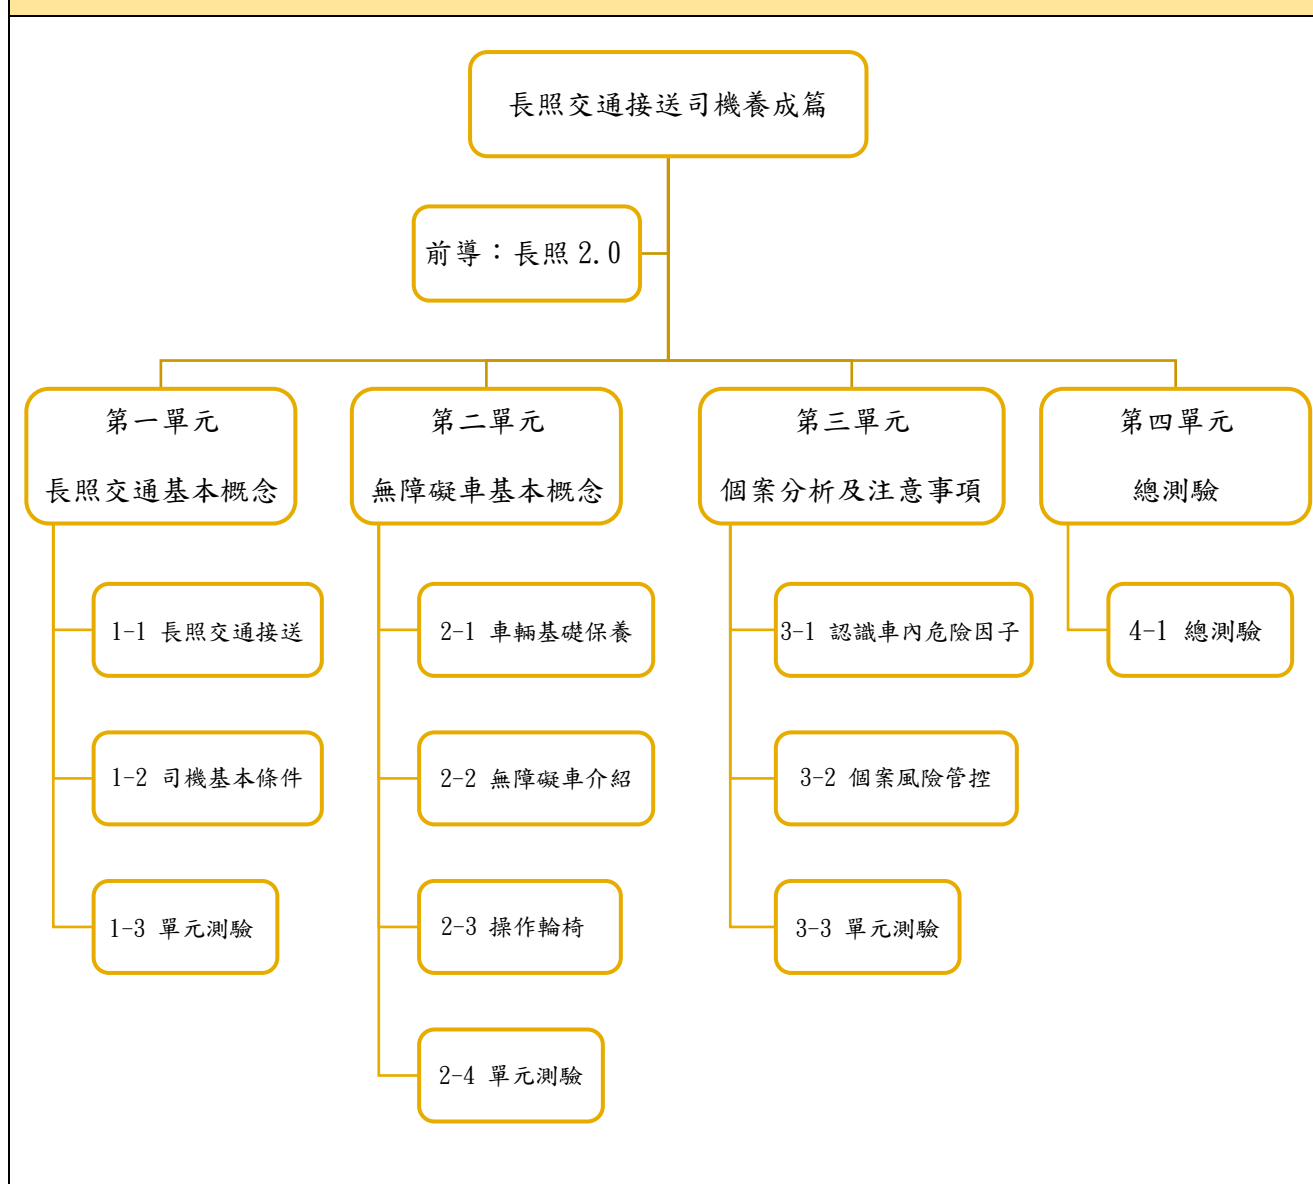 長照交通接送司機養成篇
前導：長照 2.0
第一單元
長照交通基本概念
1-1 長照交通接送
1-2 司機基本條件
1-3 單元測驗
第二單元
無障礙車基本概念
2-1 車輛基礎保養
2-2 無障礙車介紹
2-3 操作輪椅
2-4 單元測驗
第三單元
個案分析及注意事項
3-1 認識車內危險因子
3-2 個案風險管控
3-3 單元測驗
第四單元
總測驗
4-1 總測驗